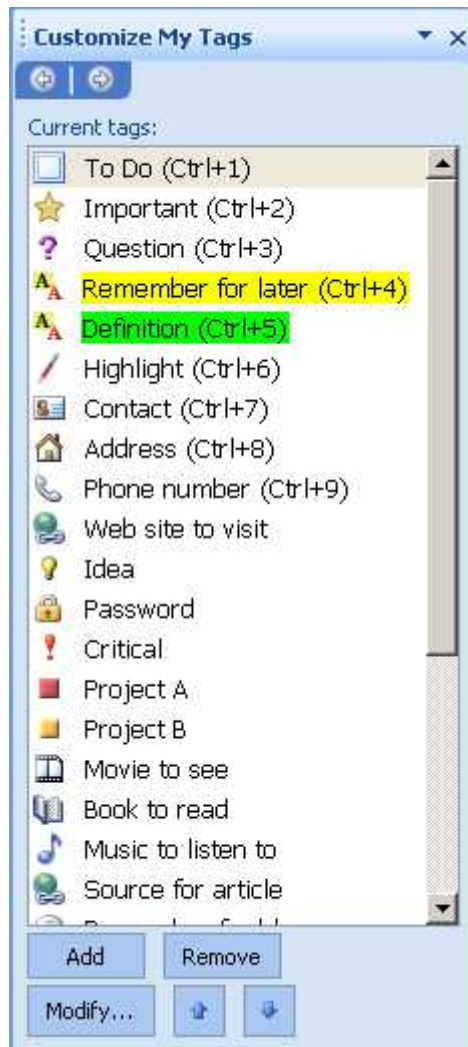 Customize My Tags
Current tags:
To Do (Ctrl+1)
Important (Ctrl+2)
Question (Ctrl+3)
Remember for later (Ctrl+4)
Definition (Ctrl+5)
Highlight (Ctrl+6)
Contact (Ctrl+7)
Address (Ctrl+8)
Phone number (Ctrl+9)
Web site to visit
Idea
Password
Critical
Project A
Project B
Movie to see
Book to read
Music to listen to
Source for article
Add Remove
Modify...